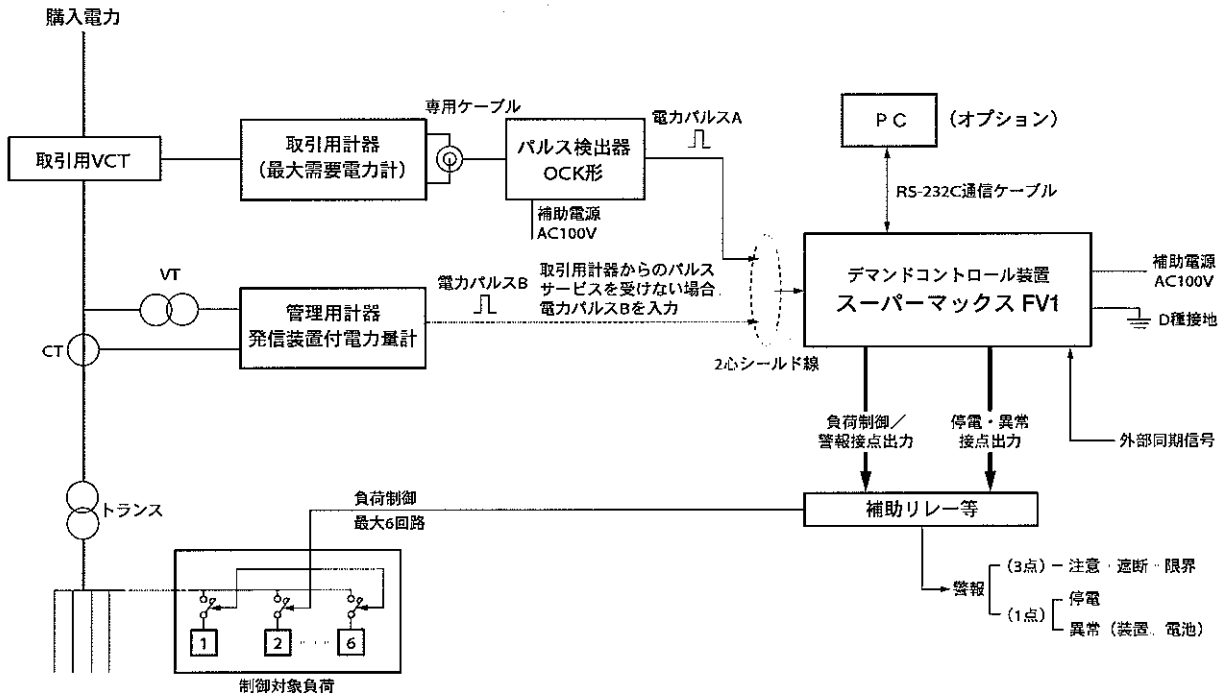 購入電力
取引用VCT
取引用計器
(最大需要電力計)
専用ケーブル
パルス検出器
OCK形
補助電源
AC100V
電力パルスA
PC
(オプション)
RS-232C通信ケーブル
デマンドコントロール装置
スーパーマックス FV1
補助電源
AC100V
D種接地
VT
CT
管理用計器
発信装置付電力量計
電力パルスB
取引用計器からのパルス
サービスを受けない場合
電力パルスBを入力
2心シールド線
負荷制御/
警報接点出力
停電・異常
接点出力
外部同期信号
トランス
負荷制御
最大6回路
補助リレー等
警報
(3点)
注意・遮断・限界
(1点)
停電
異常(装置、電池)
1
2
6
制御対象負荷